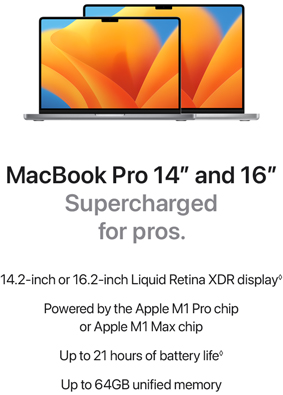 MacBook Pro 14” and 16”
Supercharged
for pros.
14.2-inch or 16.2-inch Liquid Retina XDR display◊
Powered by the Apple M1 Pro chip
or Apple M1 Max chip
Up to 21 hours of battery life◊
Up to 64GB unified memory